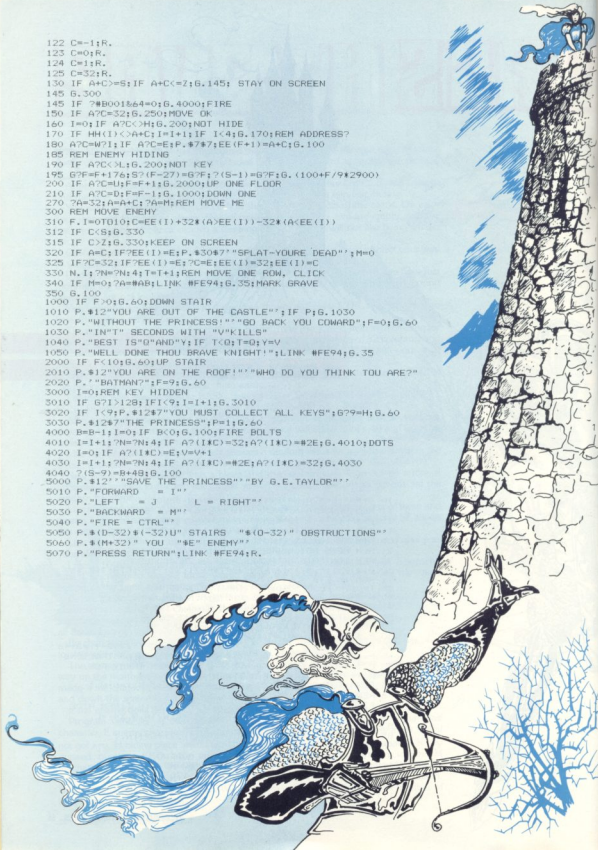 122 C=-1;R.
123 C=0;R.
124 C=1;R.
125 C=32;R.
130 IF A+C>=S;IF A+C<=Z;G.145; STAY ON SCREEN
145 G.300
145 IF ?#B001&64=0;G.4000;FIRE
150 IF A?C=32;G.250;MOVE OK
160 I=0;IF A?C<>H;G.200;NOT HIDE
170 IF HH(I)<>A+C;I=I+1;IF I<4;G.170;REM ADDRESS?
180 A?C=W?I;IF A?C=E;P.$7$7;EE(F+1)=A+C;G.100
185 REM ENEMY HIDING
190 IF A?C<>L;G.200;NOT KEY
195 G?F=F+176;S?(F-27)=G?F;?(S-1)=G?F;G.(100+F/9*2900)
200 IF A?C=U;F=F+1;G.2000;UP ONE FLOOR
210 IF A?C=D;F=F-1;G.1000;DOWN ONE
270 ?A=32;A=A+C;?A=M;REM MOVE ME
300 REM MOVE ENEMY
310 F.I=0TO10;C=EE(I)+32*(A>EE(I))-32*(A<EE(I))
312 IF C<S;G.330
315 IF C>Z;G.330;KEEP ON SCREEN
320 IF A=C;IF?EE(I)=E;P.$30$7'"SPLAT-YOURE DEAD"';M=0
325 IF?C=32;IF?EE(I)=E;?C=E;EE(I)=32;EE(I)=C
330 N.I;?N=?N;4;T=I+1;REM MOVE ONE ROW, CLICK
340 IF M=0;?A=#AB;LINK #FE94;G.35;MARK GRAVE
350 G.100
1000 IF F>0;G.60;DOWN STAIR
1010 P.$12"YOU ARE OUT OF THE CASTLE"';IF P;G.1030
1020 P."WITHOUT THE PRINCESS!"'"GO BACK YOU COWARD";F=0;G.60
1030 P."IN"T" SECONDS WITH "V"KILLS"
1040 P."BEST IS"O"AND"Y;IF T<O;T=O;Y=V
1050 P."WELL DONE THOU BRAVE KNIGHT!";LINK #FE94;G.35
2000 IF F<10;G.60;UP STAIR
2010 P.$12"YOU ARE ON THE ROOF!"'"WHO DO YOU THINK TOU ARE?"
2020 P.'"BATMAN?";F=9;G.60
3000 I=0;REM KEY HIDDEN
3010 IF G?I>128;IFI<9;I=I+1;G.3010
3020 IF I<9;P.$12$7"YOU MUST COLLECT ALL KEYS";G?9=H;G.60
3030 P.$12$7"THE PRINCESS";P=1;G.60
4000 B=B-1;I=0;IF B<0;G.100;FIRE BOLTS
4010 I=I+1;?N=?N;4;IF A?(I*C)=32;A?(I*C)=#2E;G.4010;DOTS
4020 I=0;IF A?(I*C)=E;V=V+1
4030 I=I+1;?N=?N;4;IF A?(I*C)=#2E;A?(I*C)=32;G.4030
4040 ?(S-9)=B+48;G.100
5000 P.$12''"SAVE THE PRINCESS"'"BY G.E.TAYLOR"''
5010 P."FORWARD = I"'
5020 P."LEFT = J L = RIGHT"'
5030 P."BACKWARD = M"'
5040 P."FIRE = CTRL"'
5050 P.$(D-32)$(-32)U" STAIRS "$(O-32)" OBSTRUCTIONS"'
5060 P.$(M+32)" YOU "$E" ENEMY"'
5070 P."PRESS RETURN";LINK #FE94;R.